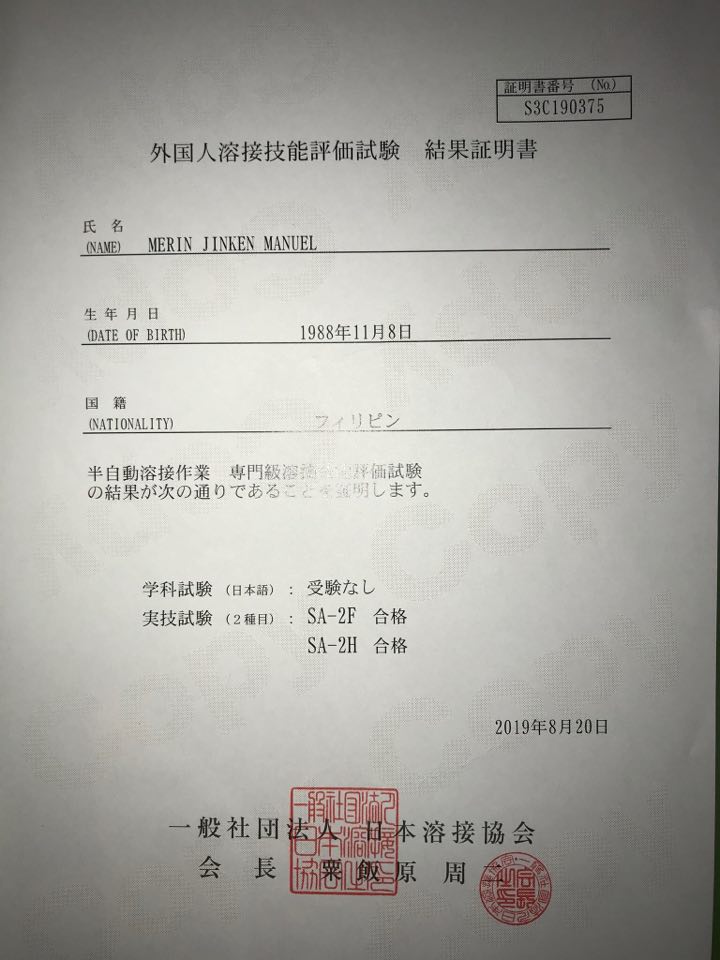 証明書番号 (No.)
S3C190375
外国人溶接技能評価試験 結果証明書
氏 名
(NAME) MERIN JINKEN MANUEL
生 年 月 日
(DATE OF BIRTH) 1988年11月8日
国 籍
(NATIONALITY) フィリピン
半自動溶接作業 専門級溶接 評価試験
の結果が次の通りであることを証明します。
学科試験 (日本語) : 受験なし
実技試験 (2種目) : SA-2F 合格
SA-2H 合格
2019年8月20日
一般社団法人 日本溶接協会
会 長 粟 飯 原 周
Copy
Copy
Copy
Copy